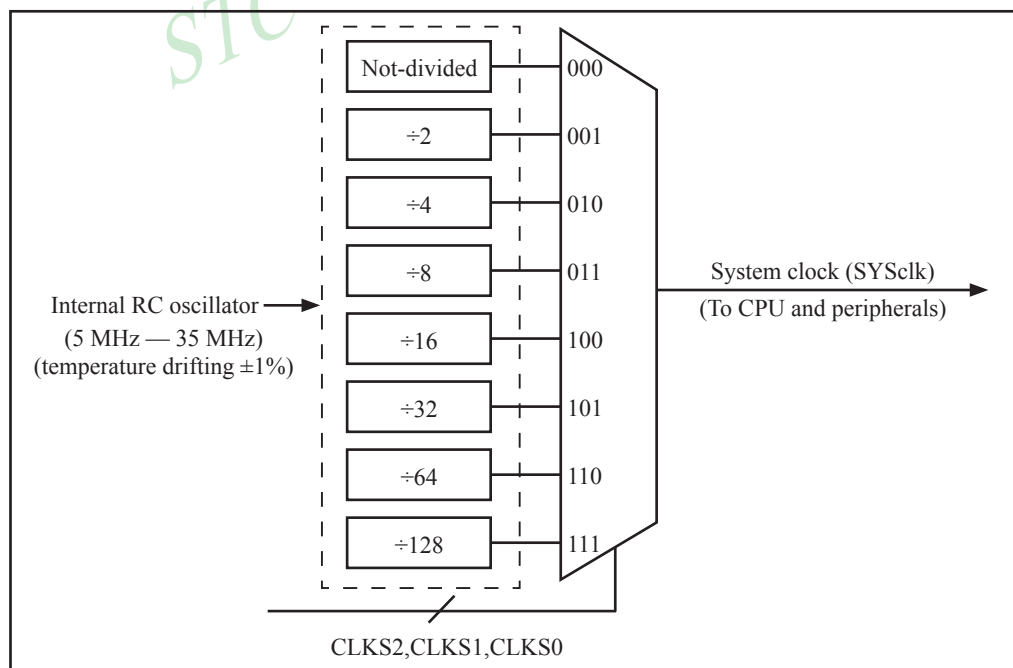 STC
Not-divided
000
÷2
001
÷4
010
÷8
011
÷16
100
÷32
101
÷64
110
÷128
111
Internal RC oscillator
(5 MHz — 35 MHz)
(temperature drifting ±1%)
System clock (SYSclk)
(To CPU and peripherals)
CLKS2,CLKS1,CLKS0